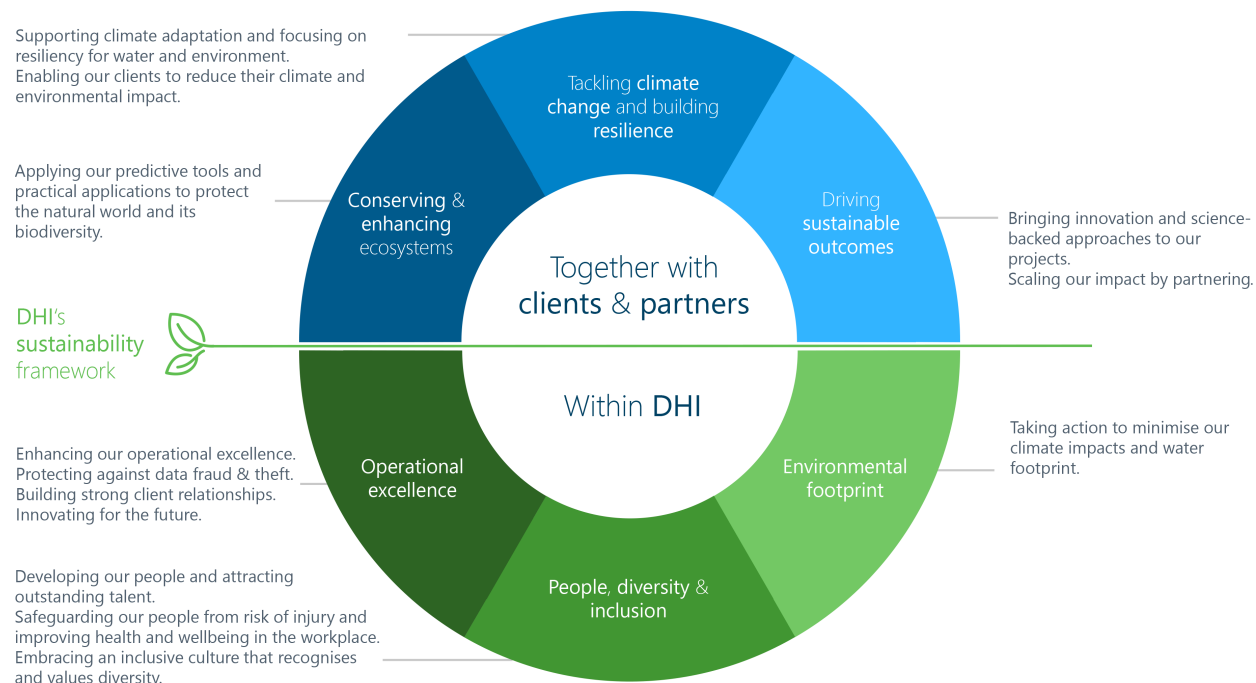 Supporting climate adaptation and focusing on
resiliency for water and environment.
Enabling our clients to reduce their climate and
environmental impact.
Tackling climate
change and building
resilience
Applying our predictive tools and
practical applications to protect
the natural world and its
biodiversity.
Conserving &
enhancing
ecosystems
Driving
sustainable
outcomes
Bringing innovation and science-
backed approaches to our
projects.
Scaling our impact by partnering.
Together with
clients & partners
DHI's
sustainability
framework
Within DHI
Enhancing our operational excellence.
Protecting against data fraud & theft.
Building strong client relationships.
Innovating for the future.
Operational
excellence
Environmental
footprint
Taking action to minimise our
climate impacts and water
footprint.
Developing our people and attracting
outstanding talent.
Safeguarding our people from risk of injury and
improving health and wellbeing in the workplace.
Embracing an inclusive culture that recognises
and values diversity.
People, diversity &
inclusion